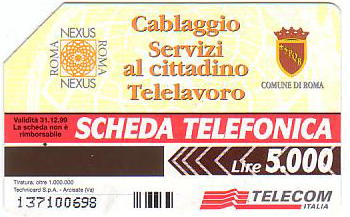 NEXUS
ROMA
ROMA
NEXUS
Cablaggio
Servizi
al cittadino
Telelavoro
SPQR
COMUNE DI ROMA
Validità 31.12.99
La scheda non è
rimborsabile
SCHEDA TELEFONICA
Lire 5.000
Tiratura: oltre 1.000.000
Technicard S.p.A. - Arcisate (Va)
137100698
TELECOM
ITALIA